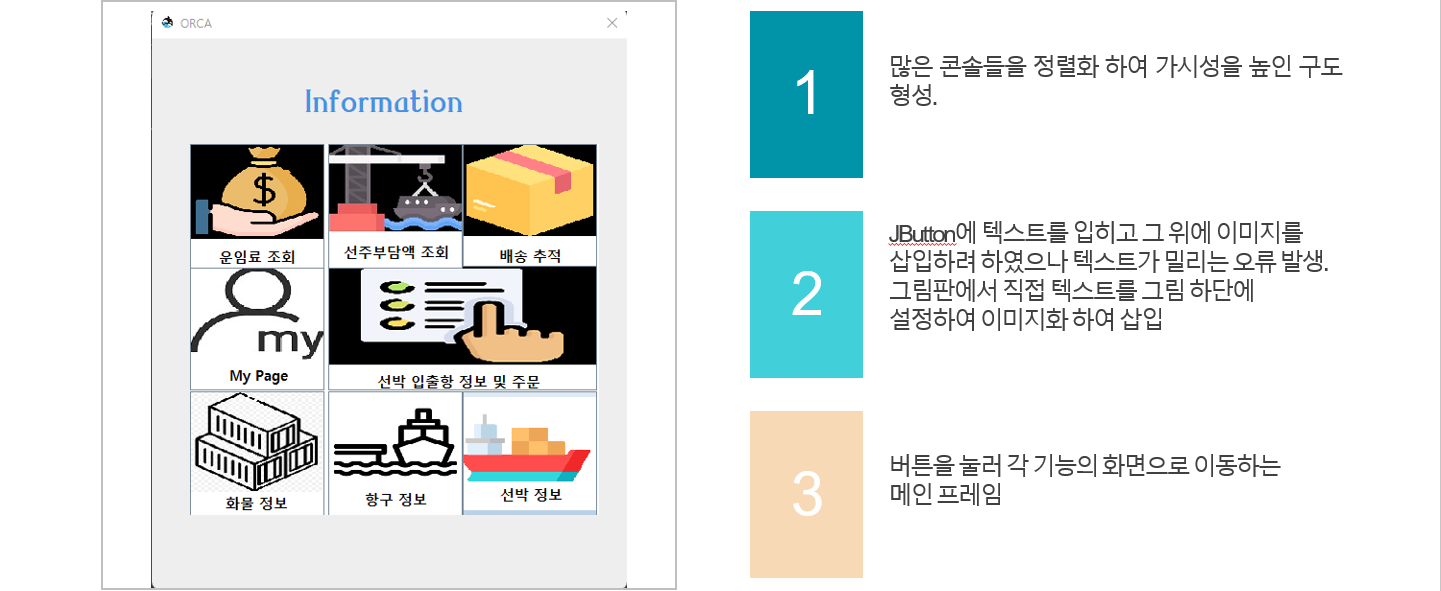 ORCA
Information
운임료 조회
선주부담액 조회
배송 추적
my
My Page
선박 입출항 정보 및 주문
화물 정보
항구 정보
선박 정보
1
많은 콘솔들을 정렬화 하여 가시성을 높인 구도
형성.
2
JButton에 텍스트를 입히고 그 위에 이미지를
삽입하려 하였으나 텍스트가 밀리는 오류 발생.
그림판에서 직접 텍스트를 그림 하단에
설정하여 이미지화 하여 삽입
3
버튼을 눌러 각 기능의 화면으로 이동하는
메인 프레임